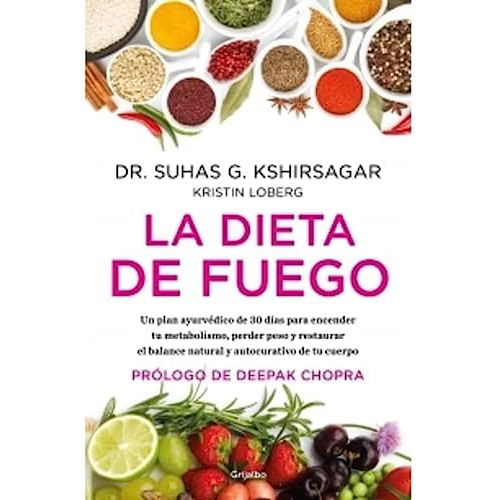 DR. SUHAS G. KSHIRSAGAR
KRISTIN LOBERG
LA DIETA
DE FUEGO
Un plan ayurvédico de 30 días para encender
tu metabolismo, perder peso y restaurar
el balance natural y autocurativo de tu cuerpo
PRÓLOGO DE DEEPAK CHOPRA
Grijalbo